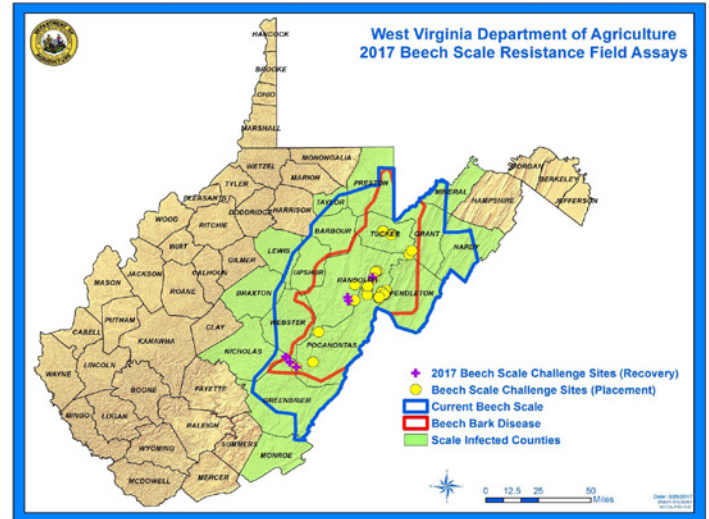 West Virginia Department of Agriculture
2017 Beech Scale Resistance Field Assays
HANCOCK
BROOKE
OHIO
MARSHALL
WETZEL
MONONGALIA
MARION
PRESTON
MORGAN
BERKELEY
JEFFERSON
HAMPSHIRE
MINERAL
TYLER
PLEASANTS
DODDRIDGE
HARRISON
TAYLOR
WOOD
RITCHIE
BARBOUR
TUCKER
GRANT
HARDY
WIRT
GILMER
LEWIS
UPSHUR
RANDOLPH
PENDLETON
MASON
JACKSON
CALHOUN
ROANE
BRAXTON
WEBSTER
PUTNAM
CLAY
CABELL
KANAWHA
NICHOLAS
POCAHONTAS
WAYNE
LINCOLN
BOONE
FAYETTE
GREENBRIER
MINGO
LOGAN
RALEIGH
SUMMERS
WYOMING
MONROE
MCDOWELL
MERCER
2017 Beech Scale Challenge Sites (Recovery)
Beech Scale Challenge Sites (Placement)
Current Beech Scale
Beech Bark Disease
Scale Infected Counties
0 12.5 25 50
Miles